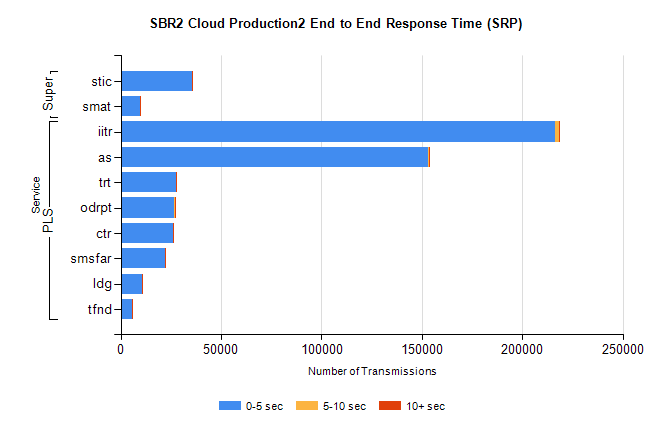 SBR2 Cloud Production2 End to End Response Time (SRP)
Service
Super
PLS
stic
smat
iitr
as
trt
odrpt
ctr
smsfar
ldg
tfnd
0 50000 100000 150000 200000 250000
Number of Transmissions
0-5 sec 5-10 sec 10+ sec